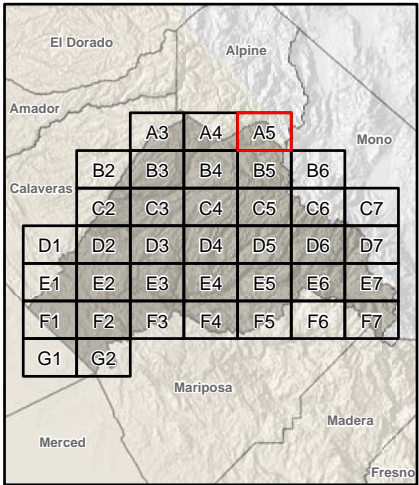 El Dorado
Alpine
Amador
A3 A4 A5
Mono
B2 B3 B4 B5 B6
Calaveras
C2 C3 C4 C5 C6 C7
D1 D2 D3 D4 D5 D6 D7
E1 E2 E3 E4 E5 E6 E7
F1 F2 F3 F4 F5 F6 F7
G1 G2
Mariposa
Madera
Merced
Fresno